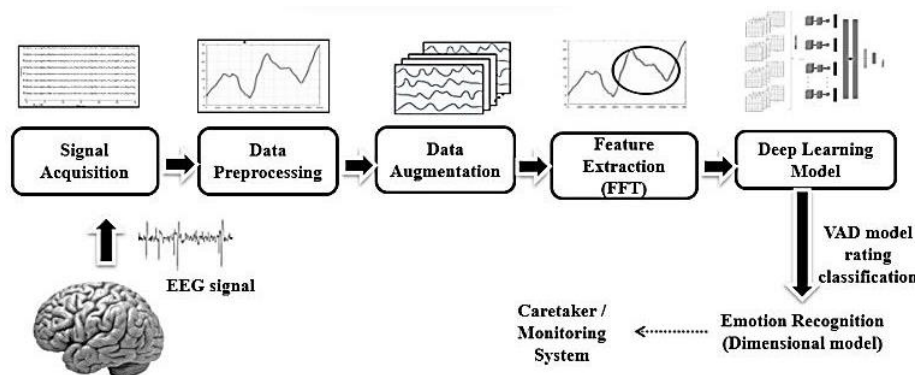 Signal
Acquisition
Data
Preprocessing
Data
Augmentation
Feature
Extraction
(FFT)
Deep Learning
Model
EEG signal
VAD model
rating
classification
Caretaker /
Monitoring
System
Emotion Recognition
(Dimensional model)